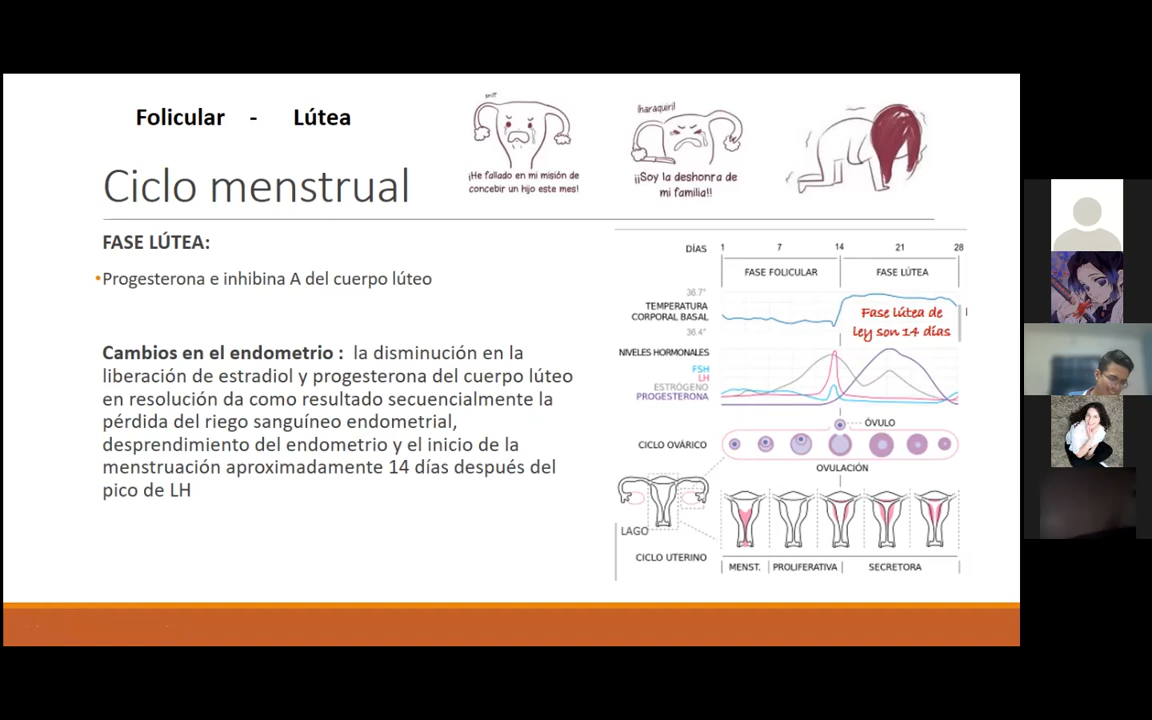 Folicular - Lútea
Ciclo menstrual
sniff
¡He fallado en mi misión de
concebir un hijo este mes!
¡haraquiri!
¡¡Soy la deshonra de
mi familia!!
FASE LÚTEA:
•Progesterona e inhibina A del cuerpo lúteo
Cambios en el endometrio : la disminución en la
liberación de estradiol y progesterona del cuerpo lúteo
en resolución da como resultado secuencialmente la
pérdida del riego sanguíneo endometrial,
desprendimiento del endometrio y el inicio de la
menstruación aproximadamente 14 días después del
pico de LH
DÍAS 1 7 14 21 28
FASE FOLICULAR FASE LÚTEA
36.7°
TEMPERATURA
CORPORAL BASAL
36.4°
Fase lútea de
ley son 14 días
NIVELES HORMONALES
FSH
LH
ESTRÓGENO
PROGESTERONA
ÓVULO
CICLO OVÁRICO
OVULACIÓN
LAGO
CICLO UTERINO
MENST. PROLIFERATIVA SECRETORA